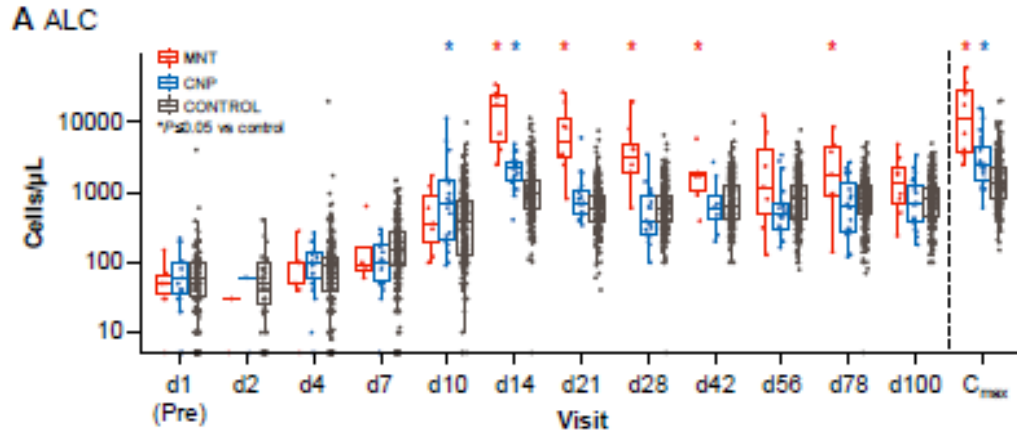 A ALC
MNT
CNP
CONTROL
*P≤0.05 vs control
* * * * * * * * *
Cells/µL
10000
1000
100
10
d1 d2 d4 d7 d10 d14 d21 d28 d42 d56 d78 d100 Cmax
(Pre)
Visit